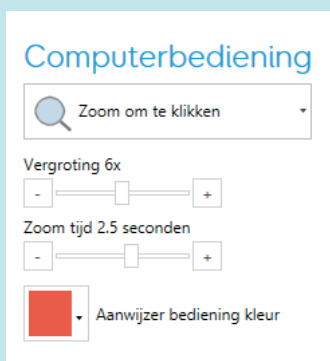 Computerbediening
Zoom om te klikken
Vergroting 6x
- +
Zoom tijd 2.5 seconden
- +
Aanwijzer bediening kleur